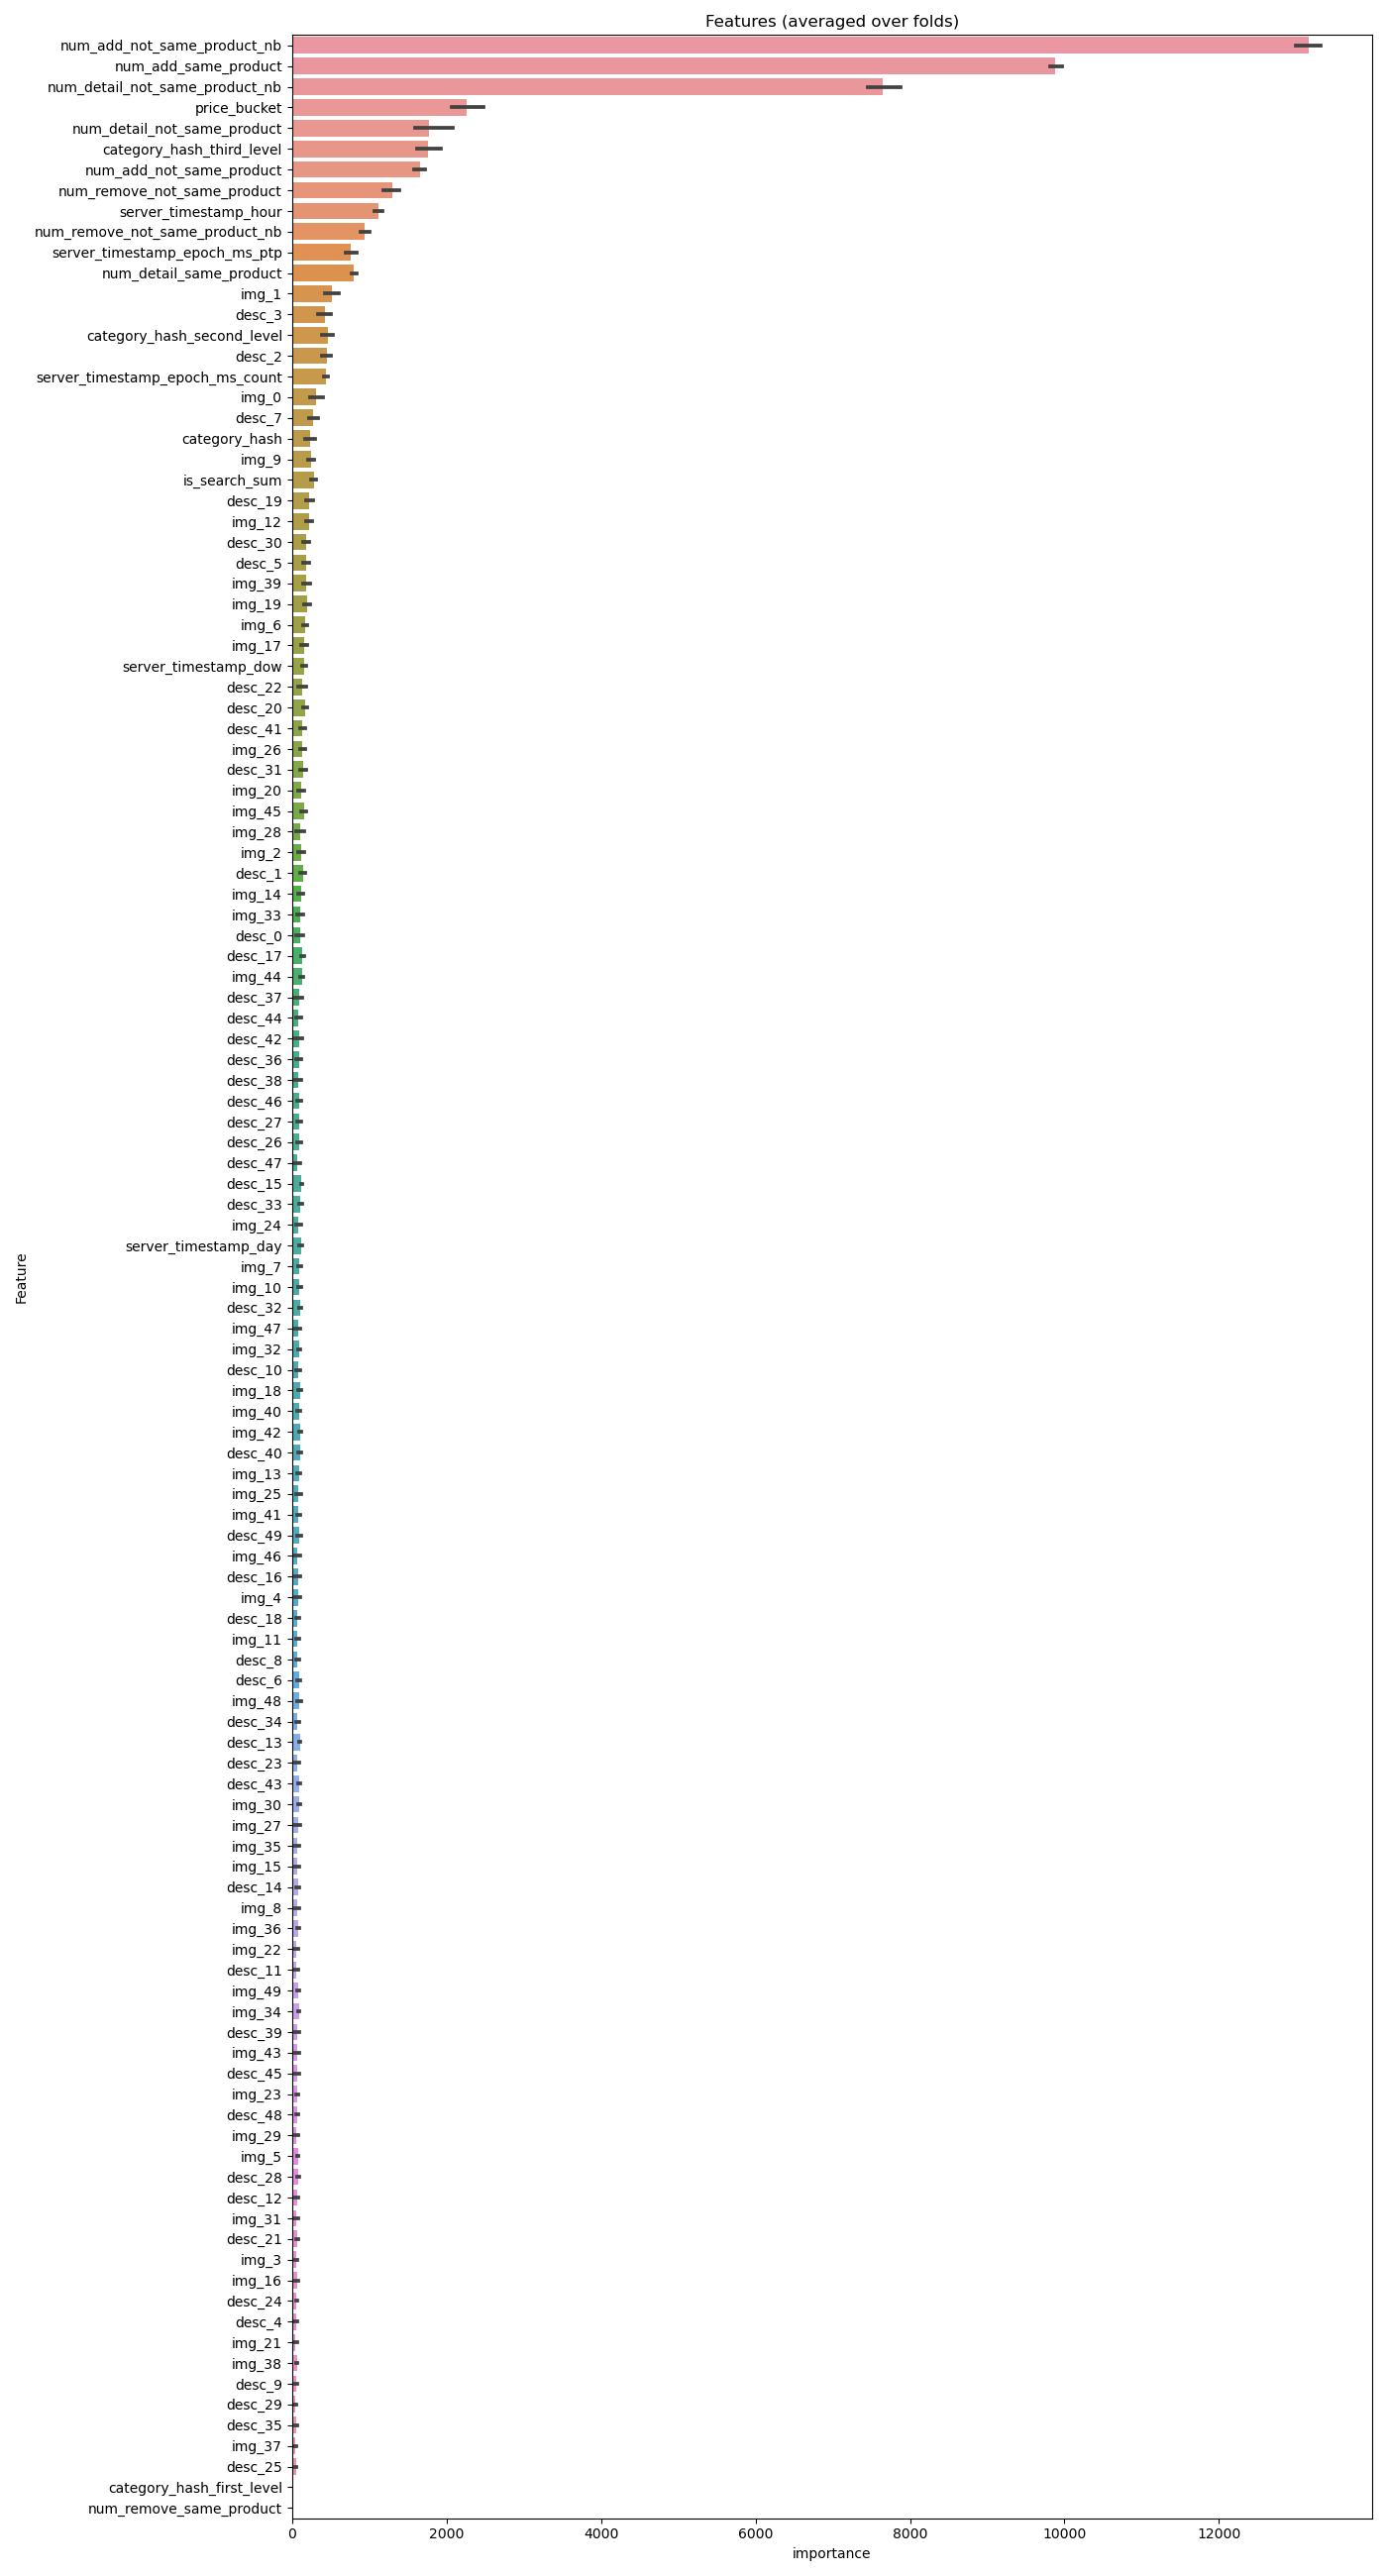 Features (averaged over folds)
num_add_not_same_product_nb
num_add_same_product
num_detail_not_same_product_nb
price_bucket
num_detail_not_same_product
category_hash_third_level
num_add_not_same_product
num_remove_not_same_product
server_timestamp_hour
num_remove_not_same_product_nb
server_timestamp_epoch_ms_ptp
num_detail_same_product
img_1
desc_3
category_hash_second_level
desc_2
server_timestamp_epoch_ms_count
img_0
desc_7
category_hash
img_9
is_search_sum
desc_19
img_12
desc_30
desc_5
img_39
img_19
img_6
img_17
server_timestamp_dow
desc_22
desc_20
desc_41
img_26
desc_31
img_20
img_45
img_28
img_2
desc_1
img_14
img_33
desc_0
desc_17
img_44
desc_37
desc_44
desc_42
desc_36
desc_38
desc_46
desc_27
desc_26
desc_47
desc_15
desc_33
img_24
server_timestamp_day
img_7
img_10
desc_32
img_47
img_32
desc_10
img_18
img_40
img_42
desc_40
img_13
img_25
img_41
desc_49
img_46
desc_16
img_4
desc_18
img_11
desc_8
desc_6
img_48
desc_34
desc_13
desc_23
desc_43
img_30
img_27
img_35
img_15
desc_14
img_8
img_36
img_22
desc_11
img_49
img_34
desc_39
img_43
desc_45
img_23
desc_48
img_29
img_5
desc_28
desc_12
img_31
desc_21
img_3
img_16
desc_24
desc_4
img_21
img_38
desc_9
desc_29
desc_35
img_37
desc_25
category_hash_first_level
num_remove_same_product
Feature
0 2000 4000 6000 8000 10000 12000
importance